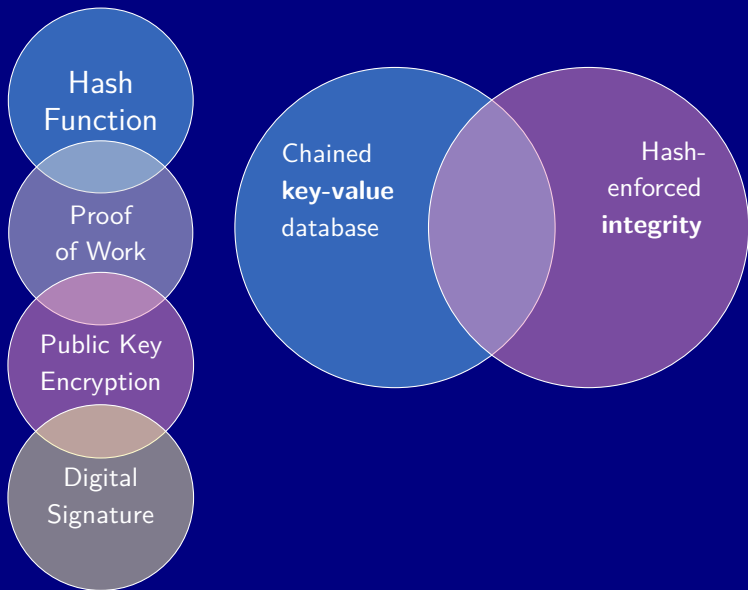 Hash
Function
Proof
of Work
Public Key
Encryption
Digital
Signature
Chained
key-value
database
Hash-
enforced
integrity